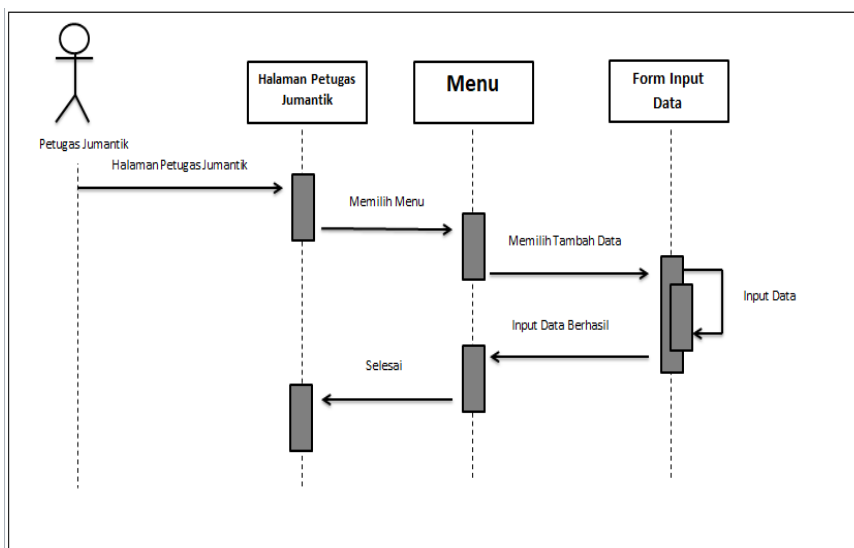 Halaman Petugas
Jumantik
Menu
Form Input
Data
Petugas Jumantik
Halaman Petugas Jumantik
Memilih Menu
Memilih Tambah Data
Input Data
Input Data Berhasil
Selesai